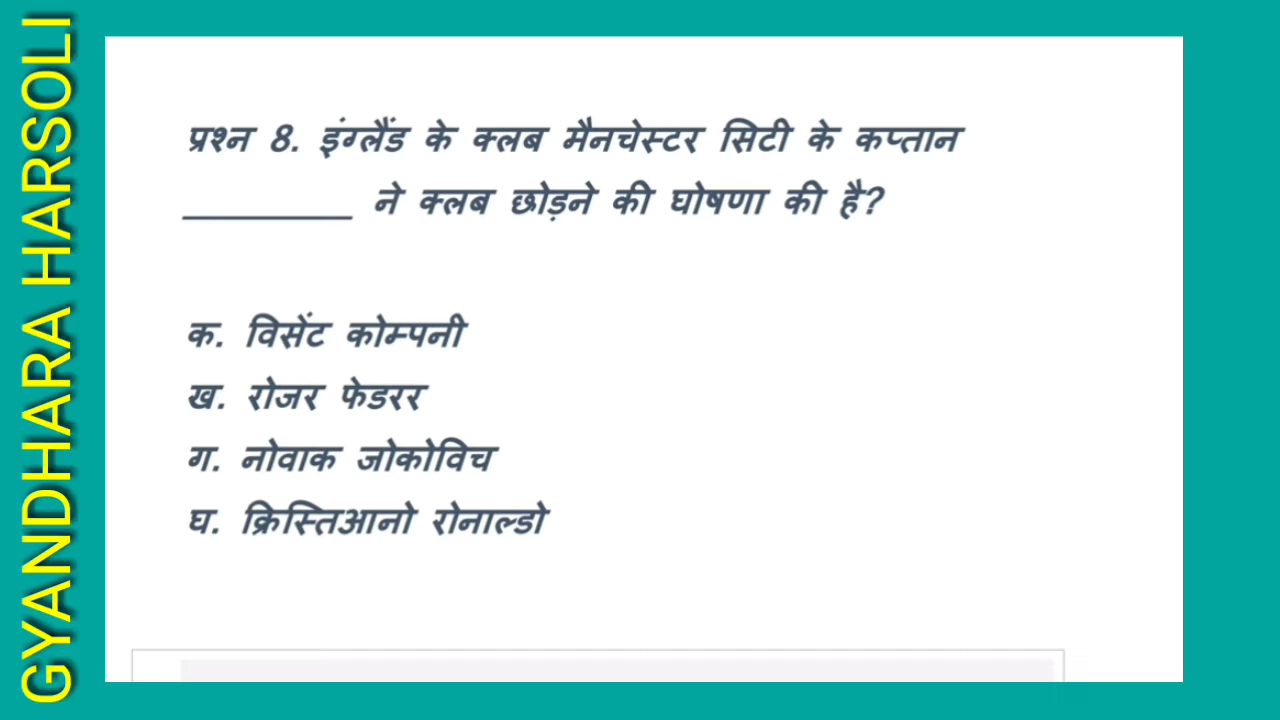 GYANDHARA HARSOLI
प्रश्न 8. इंग्लैंड के क्लब मैनचेस्टर सिटी के कप्तान
__________ ने क्लब छोड़ने की घोषणा की है?
क. विसेंट कोम्पनी
ख. रोजर फेडरर
ग. नोवाक जोकोविच
घ. क्रिस्तिआनो रोनाल्डो